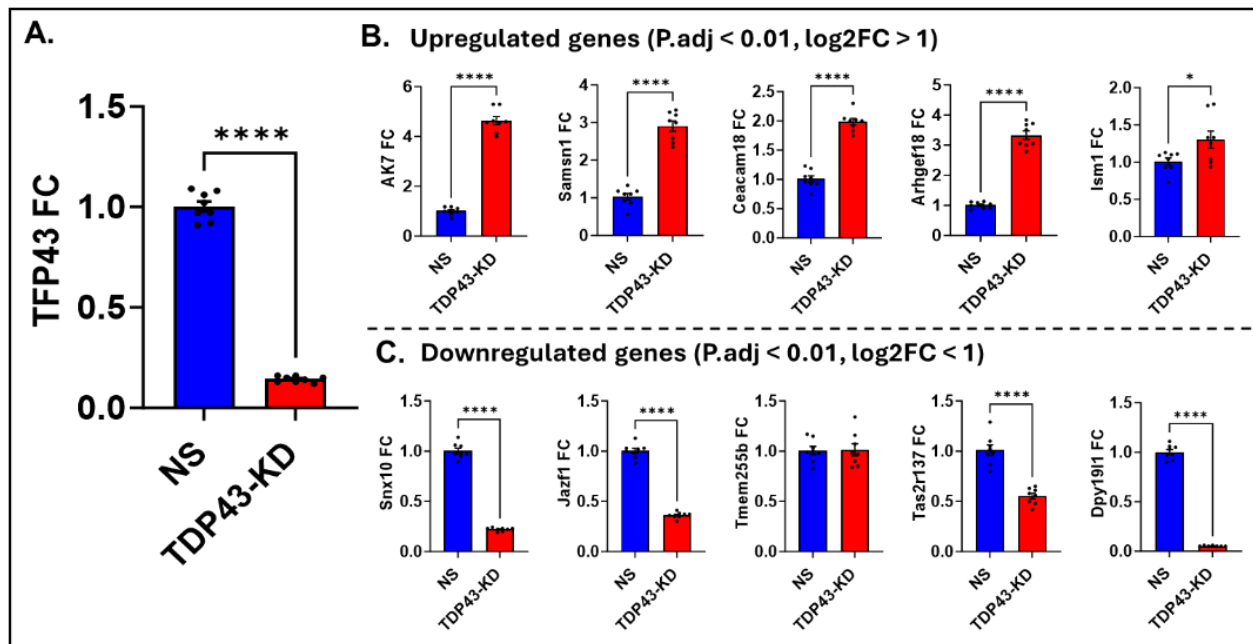 A.
1.5
1.0
0.5
0.0
TFP43 FC
****
NS
TDP43-KD
B. Upregulated genes (P.adj < 0.01, log2FC > 1)
6
4
2
0
AK7 FC
****
NS
TDP43-KD
4
3
2
1
0
Samsn1 FC
****
NS
TDP43-KD
2.5
2.0
1.5
1.0
0.5
0.0
Ceacam18 FC
****
NS
TDP43-KD
5
4
3
2
1
0
Arhgef18 FC
****
NS
TDP43-KD
2.0
1.5
1.0
0.5
0.0
Ism1 FC
*
NS
TDP43-KD
C. Downregulated genes (P.adj < 0.01, log2FC < 1)
1.5
1.0
0.5
0.0
Snx10 FC
****
NS
TDP43-KD
1.5
1.0
0.5
0.0
Jazf1 FC
****
NS
TDP43-KD
1.5
1.0
0.5
0.0
Tmem255b FC
NS
TDP43-KD
1.5
1.0
0.5
0.0
Tas2r137 FC
****
NS
TDP43-KD
1.5
1.0
0.5
0.0
Dpy19l1 FC
****
NS
TDP43-KD